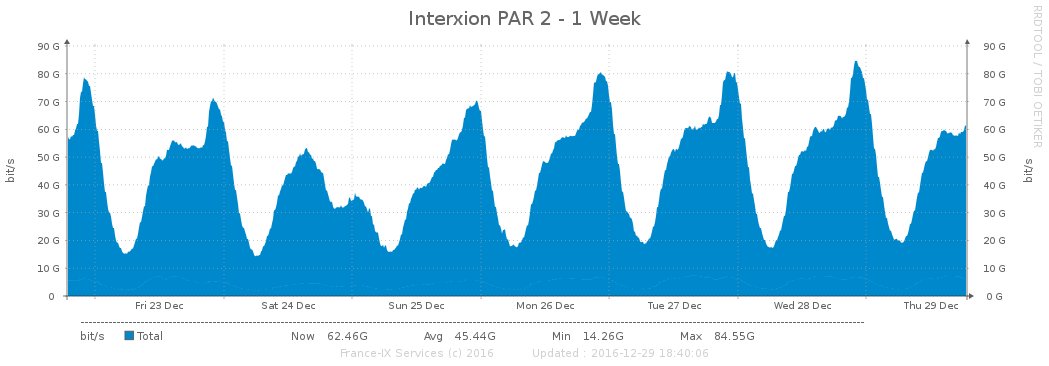 Interxion PAR 2 - 1 Week
RRDTOOL / TOBI OETIKER
90 G 90 G
80 G 80 G
70 G 70 G
60 G 60 G
50 G 50 G
40 G 40 G
30 G 30 G
20 G 20 G
10 G 10 G
0 0 G
bit/s bit/s
Fri 23 Dec Sat 24 Dec Sun 25 Dec Mon 26 Dec Tue 27 Dec Wed 28 Dec Thu 29 Dec
bit/s Total Now 62.46G Avg 45.44G Min 14.26G Max 84.55G
France-IX Services (c) 2016 Updated : 2016-12-29 18:40:06